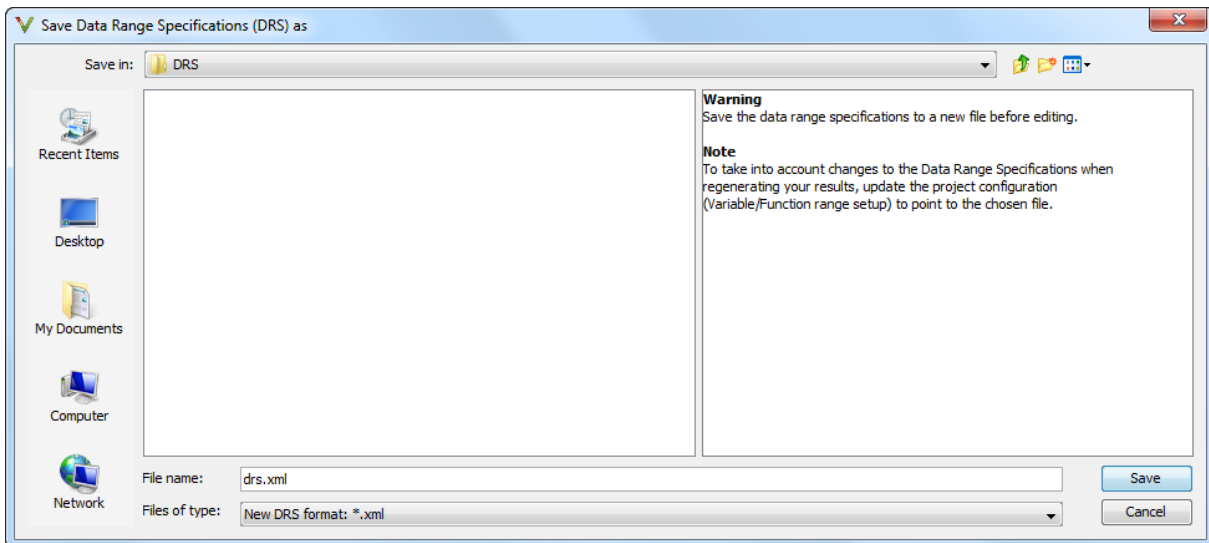 Save Data Range Specifications (DRS) as
Save in:
DRS
Recent Items
Desktop
My Documents
Computer
Network
Warning
Save the data range specifications to a new file before editing.
Note
To take into account changes to the Data Range Specifications when
regenerating your results, update the project configuration
(Variable/Function range setup) to point to the chosen file.
File name:
drs.xml
Save
Files of type:
New DRS format: *.xml
Cancel